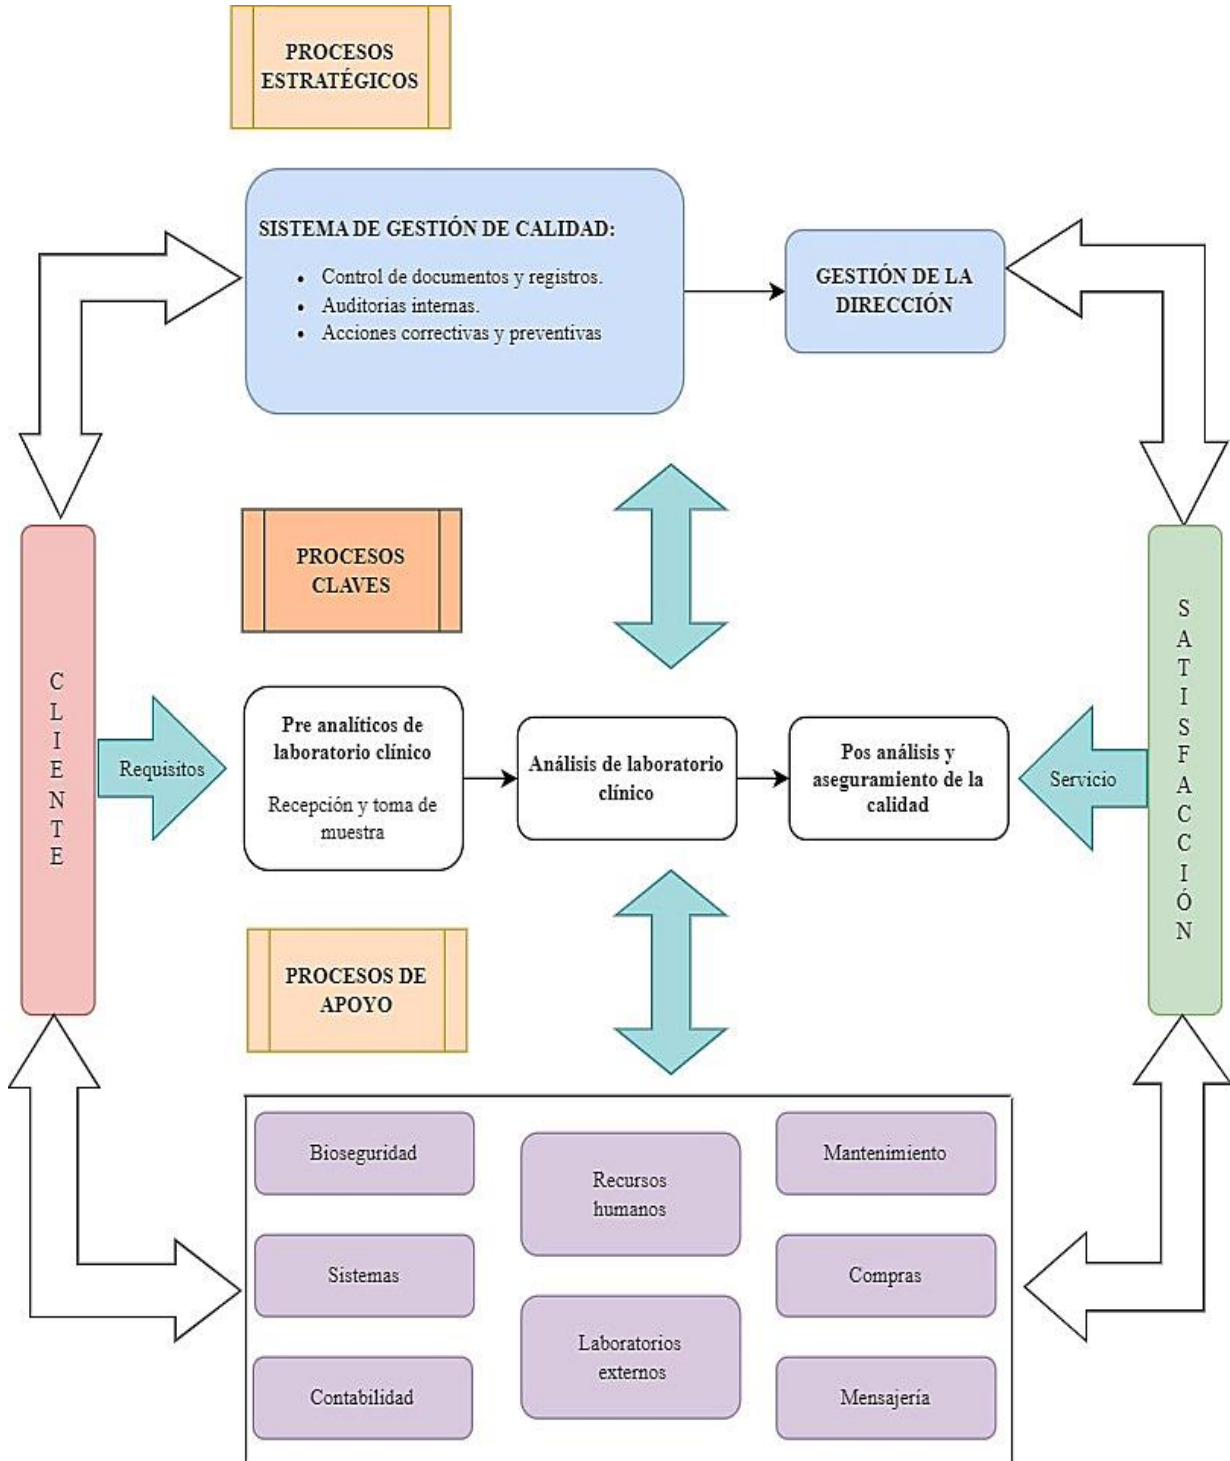 PROCESOS
ESTRATÉGICOS
SISTEMA DE GESTIÓN DE CALIDAD:
• Control de documentos y registros.
• Auditorias internas.
• Acciones correctivas y preventivas
GESTIÓN DE LA
DIRECCIÓN
PROCESOS
CLAVES
CLIENTE
Requisitos
Pre analíticos de
laboratorio clínico
Recepción y toma de
muestra
Análisis de laboratorio
clínico
Pos análisis y
aseguramiento de la
calidad
Servicio
SATISFACCIÓN
PROCESOS DE
APOYO
Bioseguridad
Recursos
humanos
Mantenimiento
Sistemas
Compras
Laboratorios
externos
Contabilidad
Mensajería